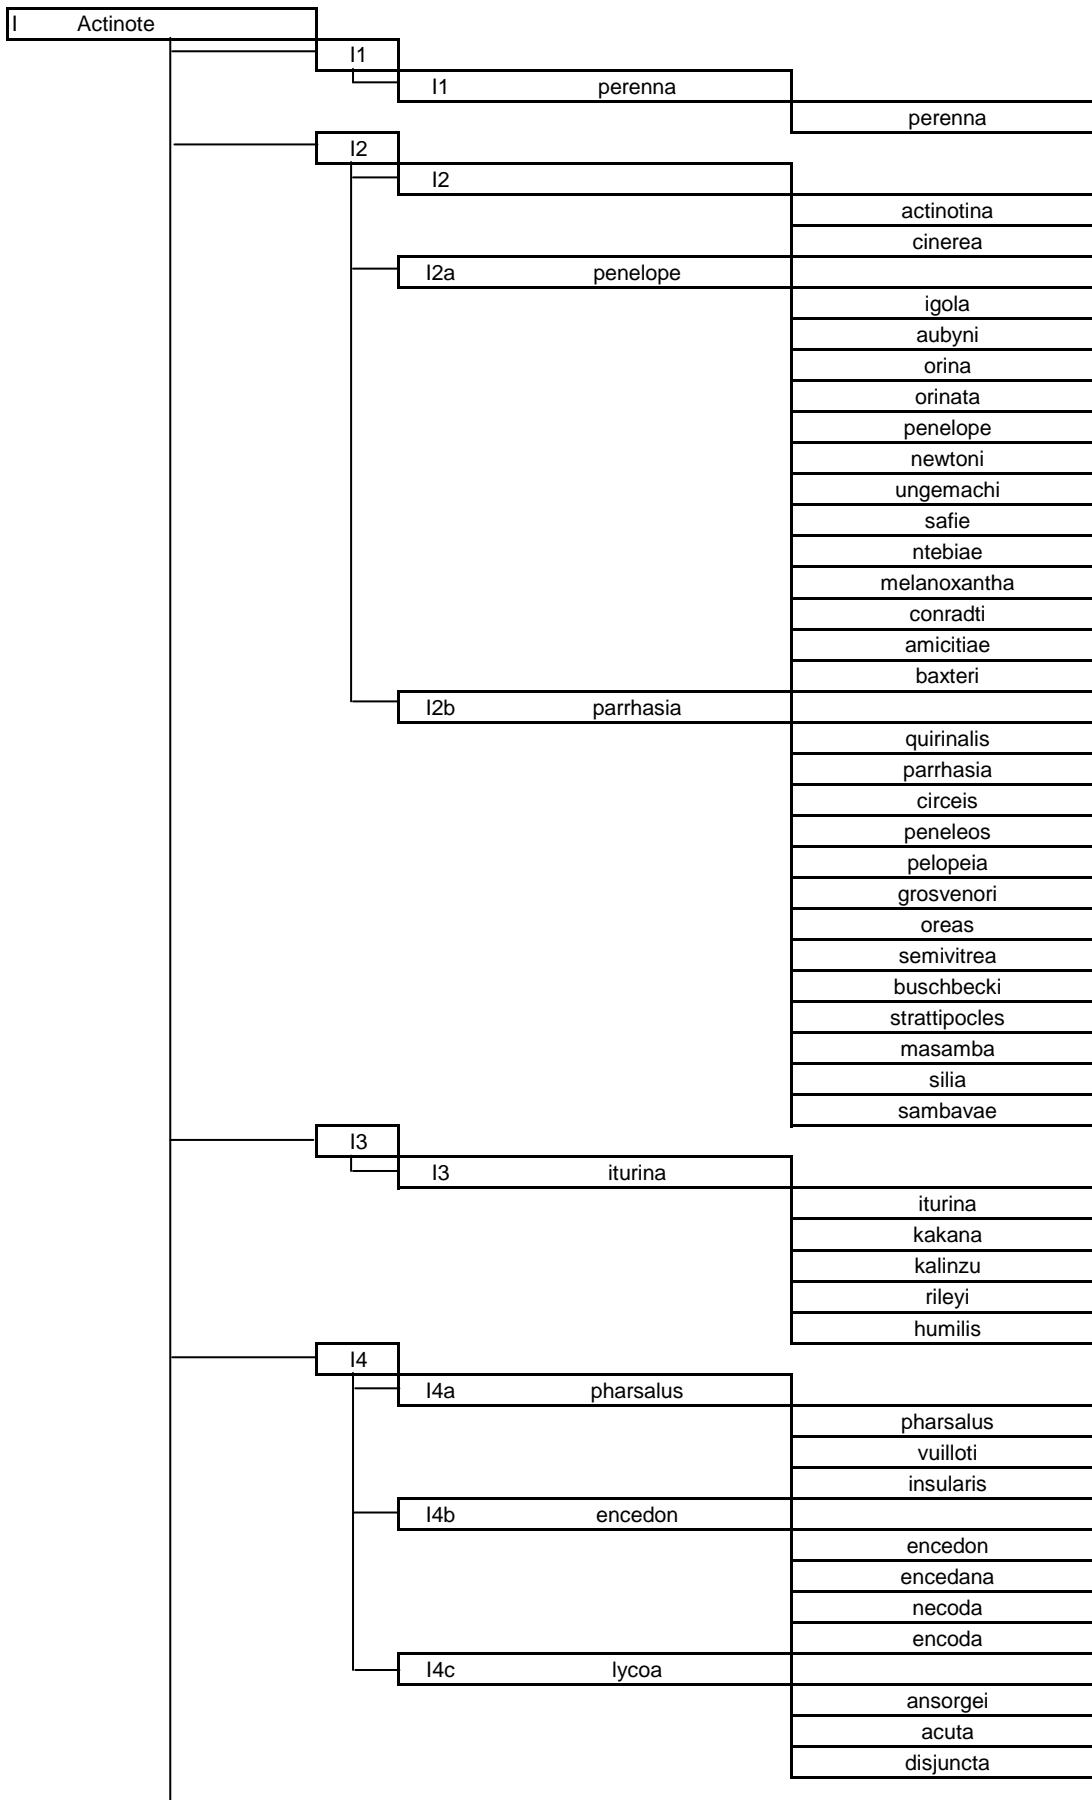 I Actinote
I1
I1 perenna
perenna
I2
I2
actinotina
cinerea
I2a penelope
igola
aubyni
orina
orinata
penelope
newtoni
ungemachi
safie
ntebiae
melanoxantha
conradti
amicitiae
baxteri
I2b parrhasia
quirinalis
parrhasia
circeis
peneleos
pelopeia
grosvenori
oreas
semivitrea
buschbecki
strattipocles
masamba
silia
sambavae
I3
I3 iturina
iturina
kakana
kalinzu
rileyi
humilis
I4
I4a pharsalus
pharsalus
vuilloti
insularis
I4b encedon
encedon
encedana
necoda
encoda
I4c lycoa
ansorgei
acuta
disjuncta